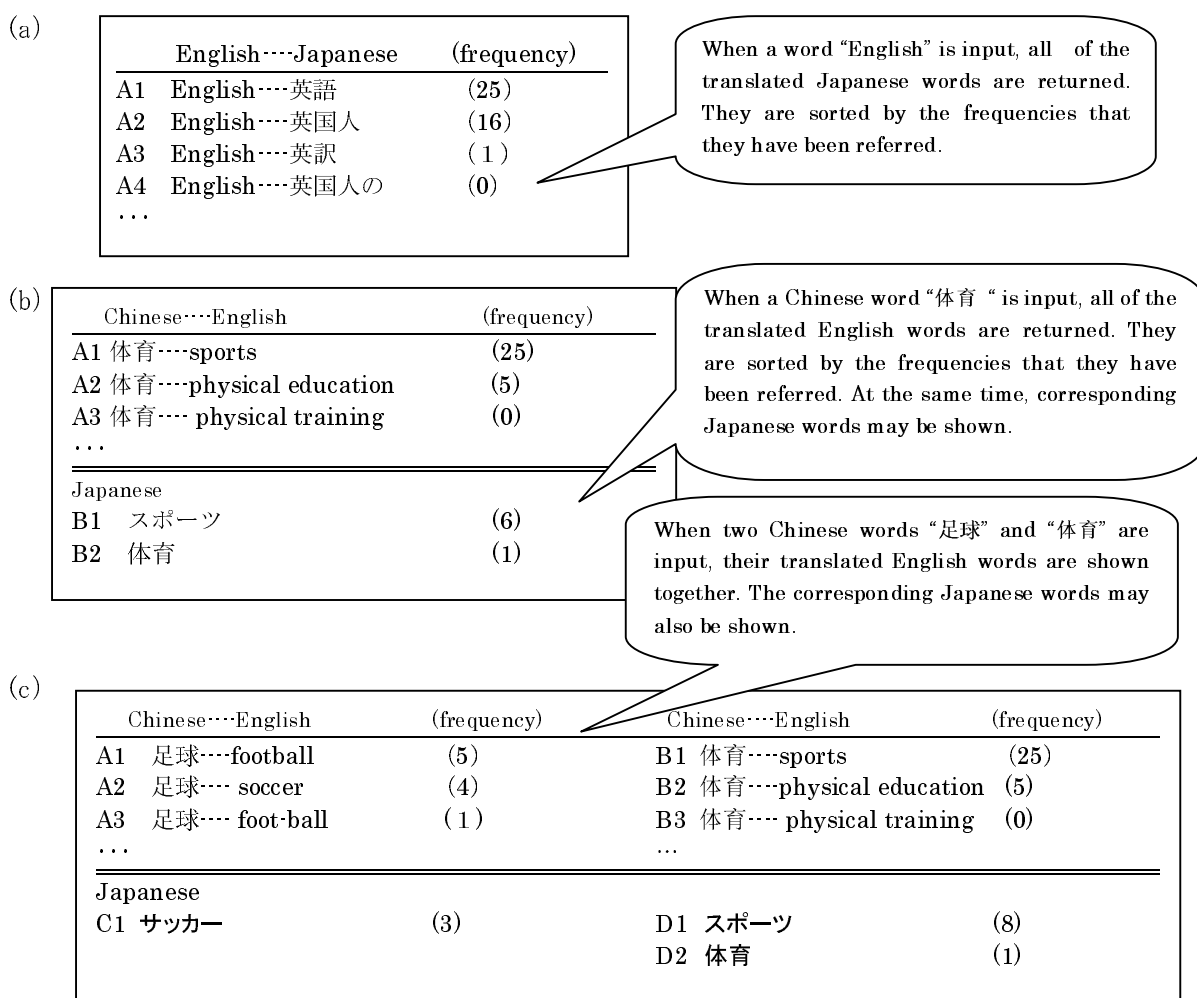 (a)
English····Japanese (frequency)
A1 English····英語 (25)
A2 English····英国人 (16)
A3 English····英訳 (1)
A4 English····英国人の (0)
···
When a word “English” is input, all of the
translated Japanese words are returned.
They are sorted by the frequencies that
they have been referred.
(b)
Chinese····English (frequency)
A1 体育····sports (25)
A2 体育····physical education (5)
A3 体育···· physical training (0)
···
Japanese
B1 スポーツ (6)
B2 体育 (1)
When a Chinese word “体育 “ is input, all of the
translated English words are returned. They
are sorted by the frequencies that they have
been referred. At the same time, corresponding
Japanese words may be shown.
When two Chinese words “足球” and “体育” are
input, their translated English words are shown
together. The corresponding Japanese words may
also be shown.
(c)
Chinese····English (frequency) Chinese····English (frequency)
A1 足球····football (5) B1 体育····sports (25)
A2 足球···· soccer (4) B2 体育····physical education (5)
A3 足球···· foot-ball (1) B3 体育···· physical training (0)
··· ...
Japanese
C1 サッカー (3) D1 スポーツ (8)
D2 体育 (1)